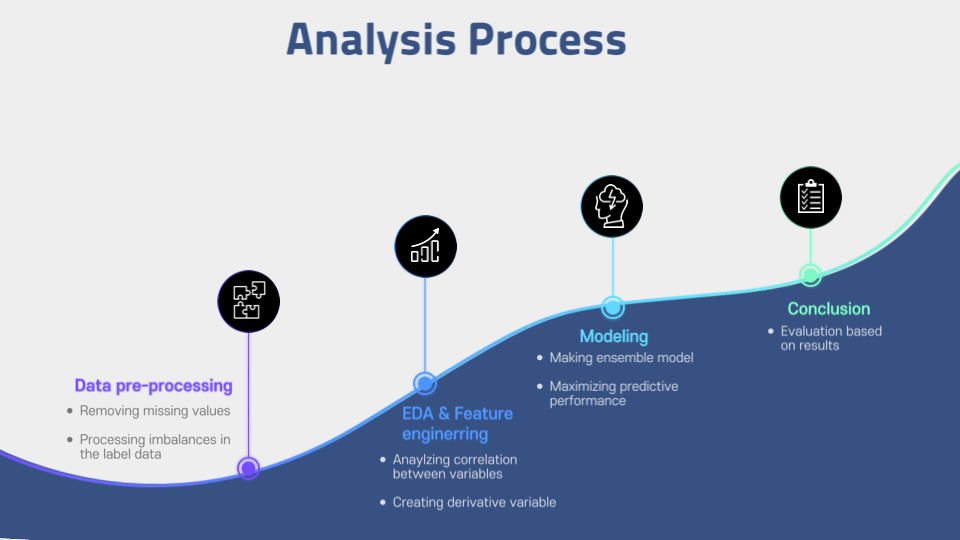 Analysis Process
Data pre-processing
• Removing missing values
• Processing imbalances in
the label data
EDA & Feature
enginerring
• Anaylzing correlation
between variables
• Creating derivative variable
Modeling
• Making ensemble model
• Maximizing predictive
performance
Conclusion
• Evaluation based
on results